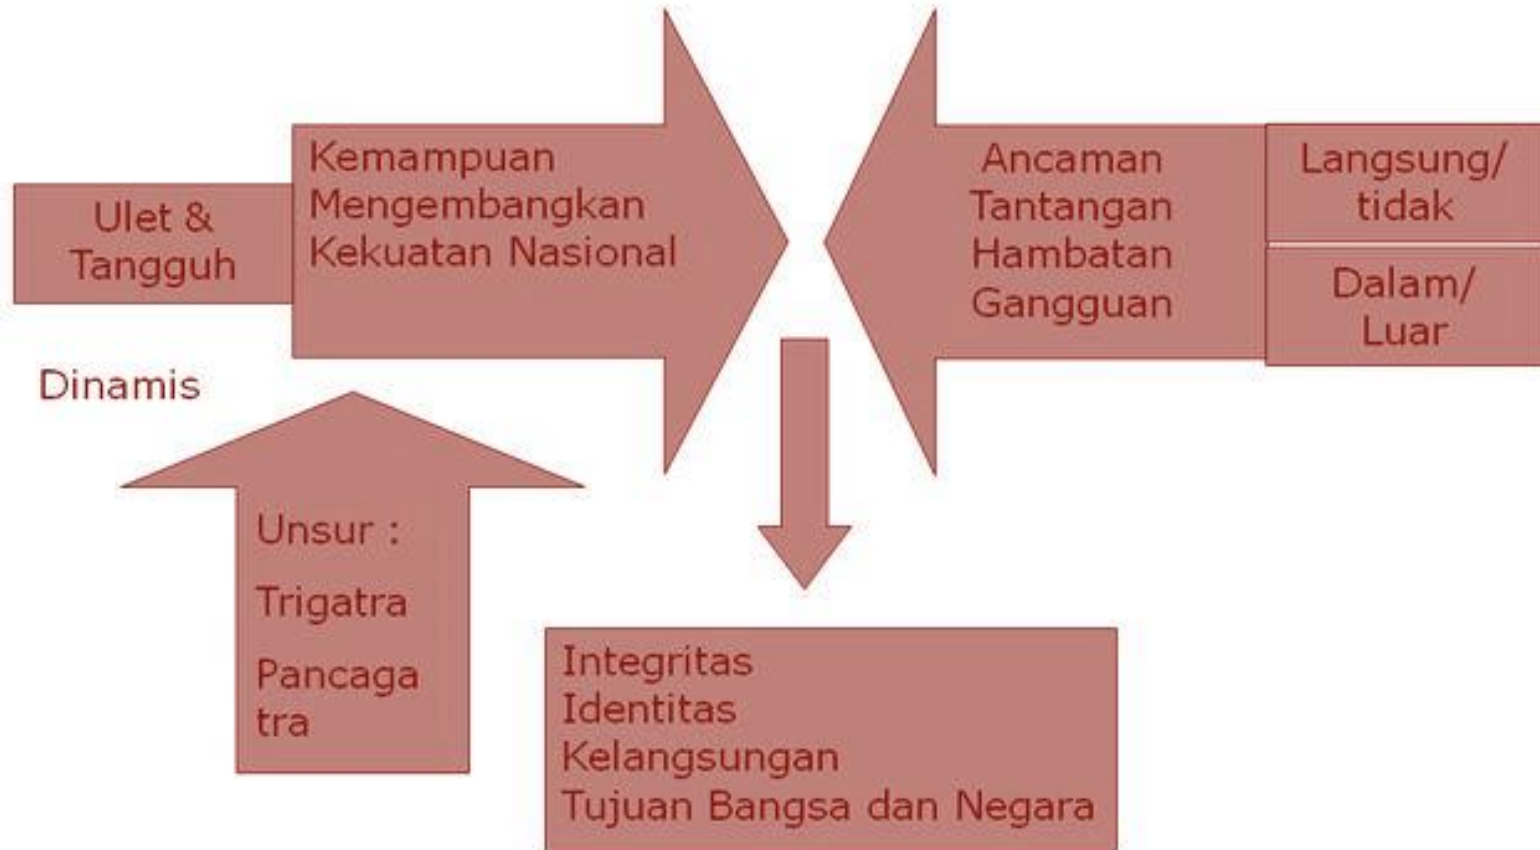 Ulet &
Tangguh
Kemampuan
Mengembangkan
Kekuatan Nasional
Ancaman
Tantangan
Hambatan
Gangguan
Langsung/
tidak
Dalam/
Luar
Dinamis
Unsur :
Trigatra
Pancaga
tra
Integritas
Identitas
Kelangsungan
Tujuan Bangsa dan Negara